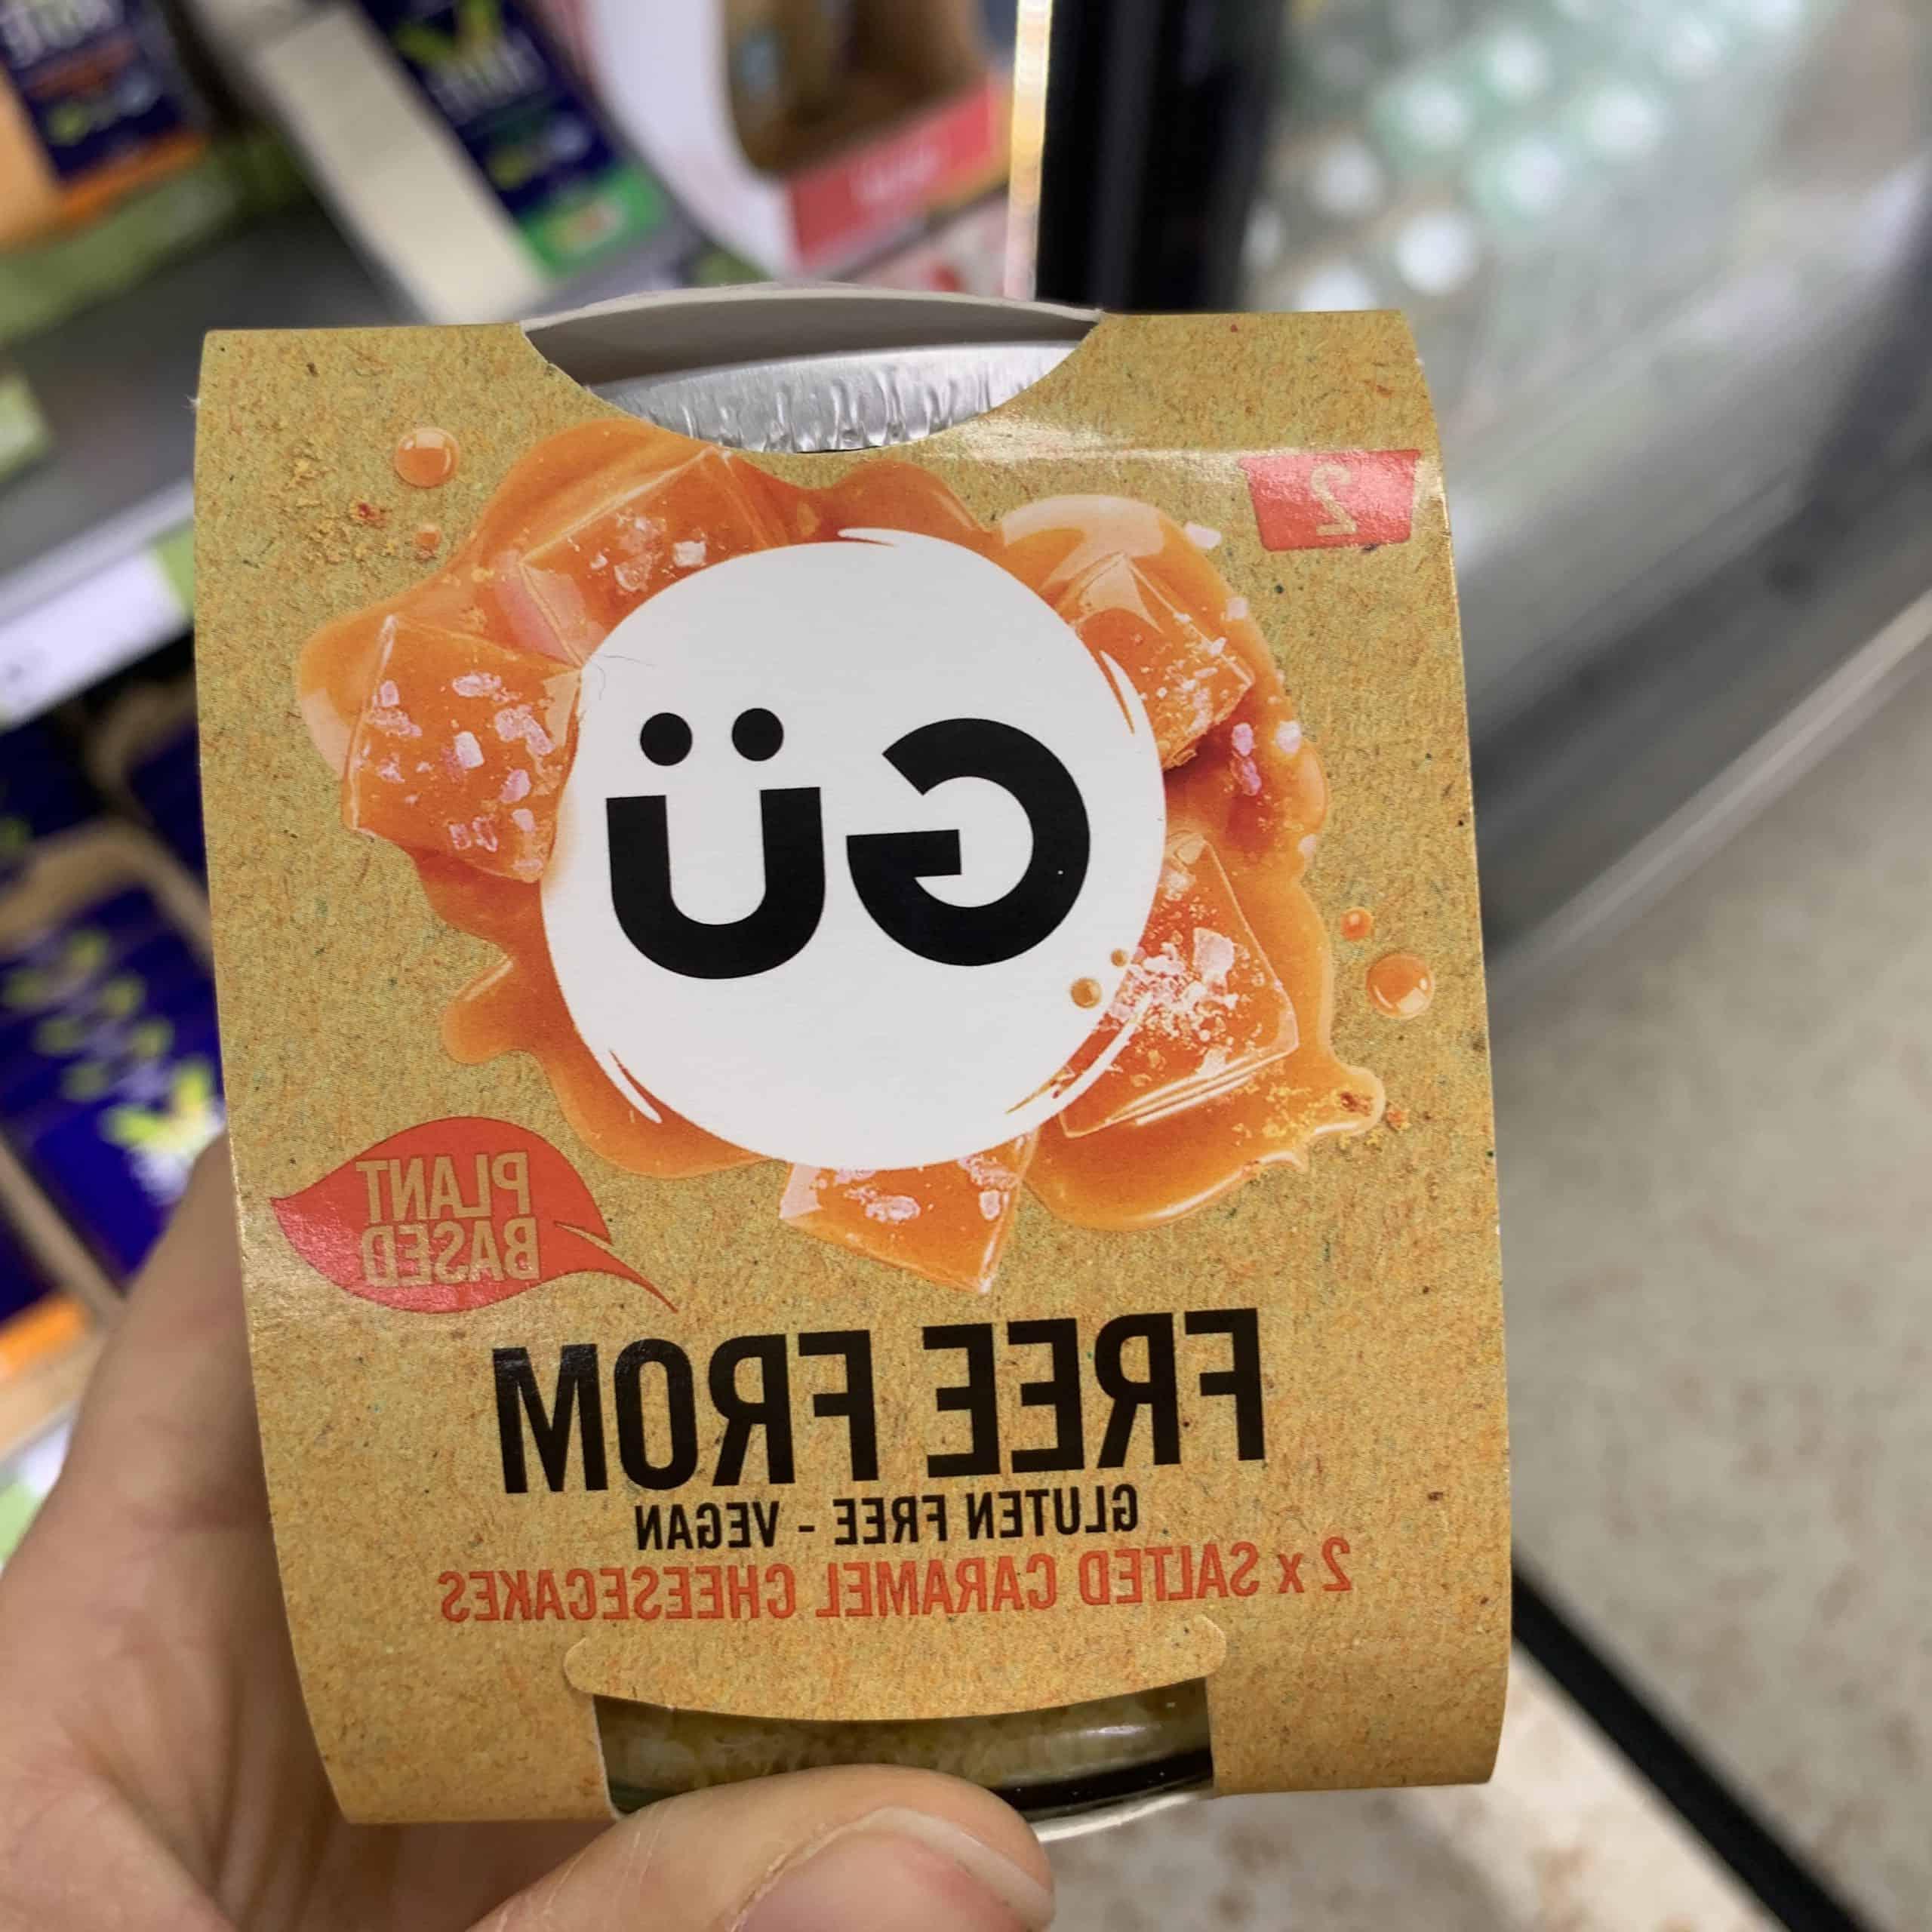 2
Gü
PLANT
BASED
FREE FROM
GLUTEN FREE - VEGAN
2 x SALTED CARAMEL CHEESECAKES